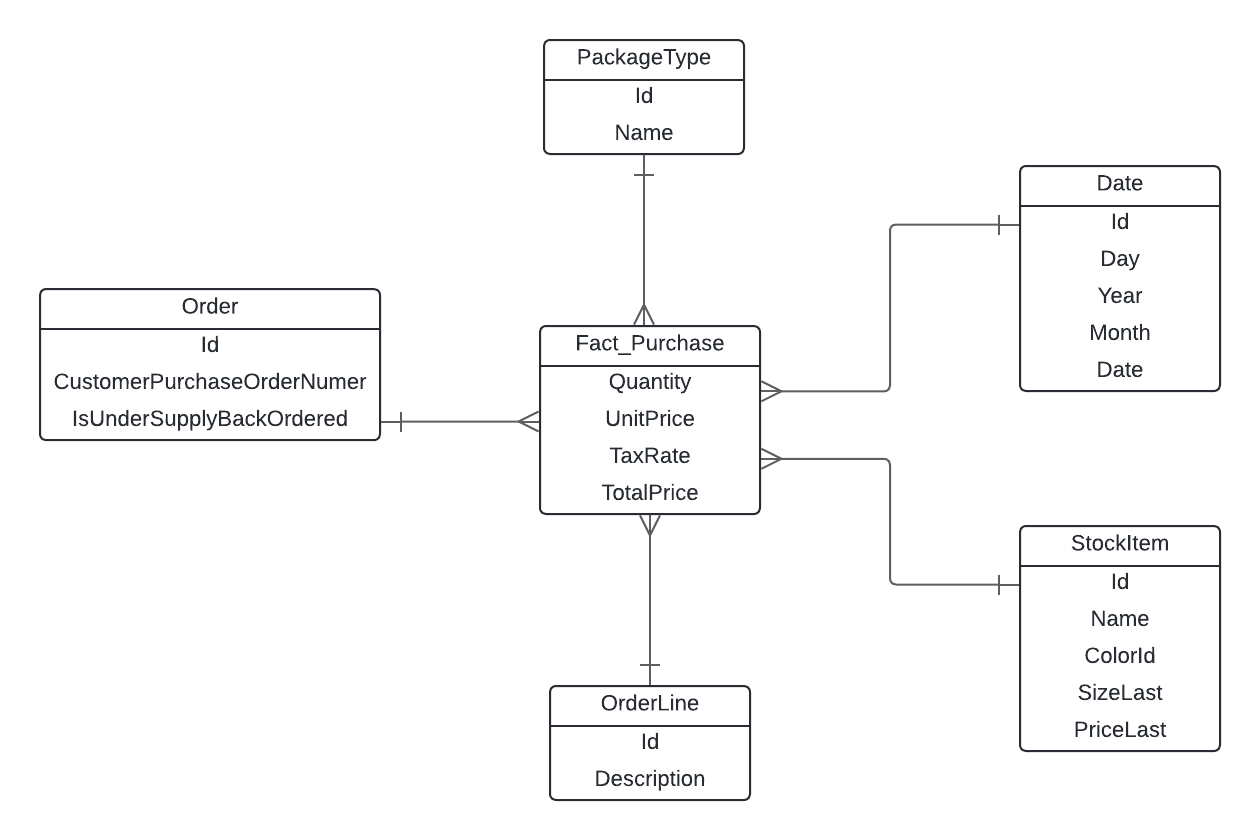 PackageType
Id
Name
Date
Id
Day
Year
Month
Date
Order
Id
CustomerPurchaseOrderNumer
IsUnderSupplyBackOrdered
Fact_Purchase
Quantity
UnitPrice
TaxRate
TotalPrice
StockItem
Id
Name
ColorId
SizeLast
PriceLast
OrderLine
Id
Description